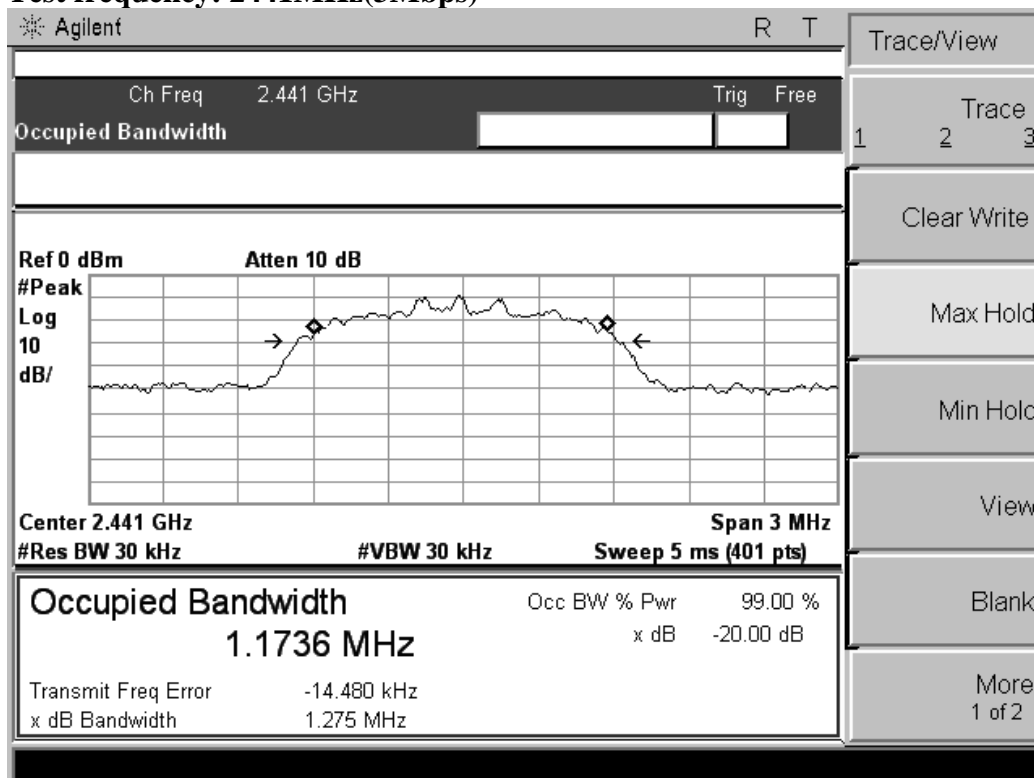 Test frequency: 2441MHz(3Mbps)
Agilent R T
Trace/View
Ch Freq 2.441 GHz Trig Free
Occupied Bandwidth
Trace
1 2 3
Clear Write
Max Hold
Min Hold
View
Blank
More
1 of 2
Ref 0 dBm Atten 10 dB
#Peak
Log
10
dB/
Center 2.441 GHz Span 3 MHz
#Res BW 30 kHz #VBW 30 kHz Sweep 5 ms (401 pts)
Occupied Bandwidth Occ BW % Pwr 99.00 %
1.1736 MHz x dB -20.00 dB
Transmit Freq Error -14.480 kHz
x dB Bandwidth 1.275 MHz